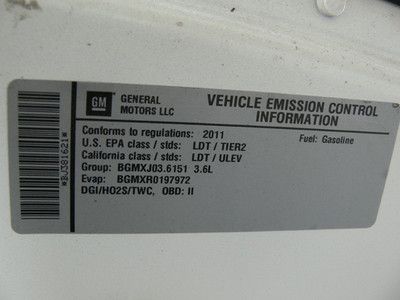 *BJ381621*
GM
GENERAL MOTORS LLC
VEHICLE EMISSION CONTROL INFORMATION
Conforms to regulations: 2011
Fuel: Gasoline
U.S. EPA class / stds: LDT / TIER2
California class / stds: LDT / ULEV
Group: BGMXJ03.6151 3.6L
Evap: BGMXR0197972
DGI/HO2S/TWC, OBD: II